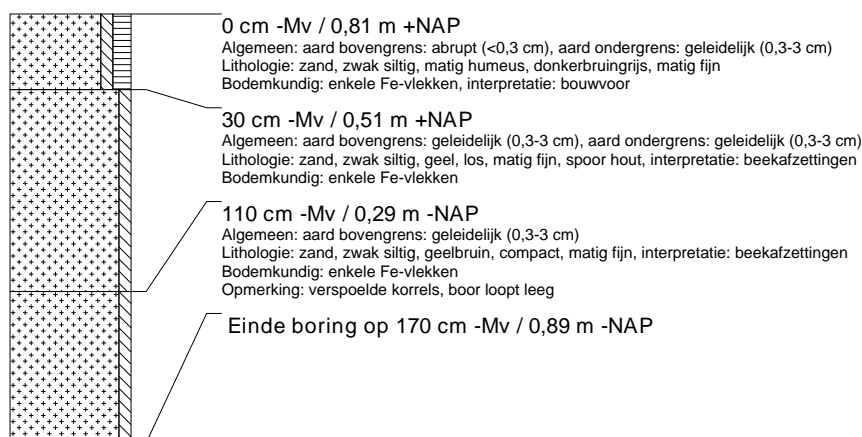 0 cm -Mv / 0,81 m +NAP
Algemeen: aard bovengrens: abrupt (<0,3 cm), aard ondergrens: geleidelijk (0,3-3 cm)
Lithologie: zand, zwak siltig, matig humeus, donkerbruingrijs, matig fijn
Bodemkundig: enkele Fe-vlekken, interpretatie: bouwvoor
30 cm -Mv / 0,51 m +NAP
Algemeen: aard bovengrens: geleidelijk (0,3-3 cm), aard ondergrens: geleidelijk (0,3-3 cm)
Lithologie: zand, zwak siltig, geel, los, matig fijn, spoor hout, interpretatie: beekafzettingen
Bodemkundig: enkele Fe-vlekken
110 cm -Mv / 0,29 m -NAP
Algemeen: aard bovengrens: geleidelijk (0,3-3 cm)
Lithologie: zand, zwak siltig, geelbruin, compact, matig fijn, interpretatie: beekafzettingen
Bodemkundig: enkele Fe-vlekken
Opmerking: verspoelde korrels, boor loopt leeg
Einde boring op 170 cm -Mv / 0,89 m -NAP